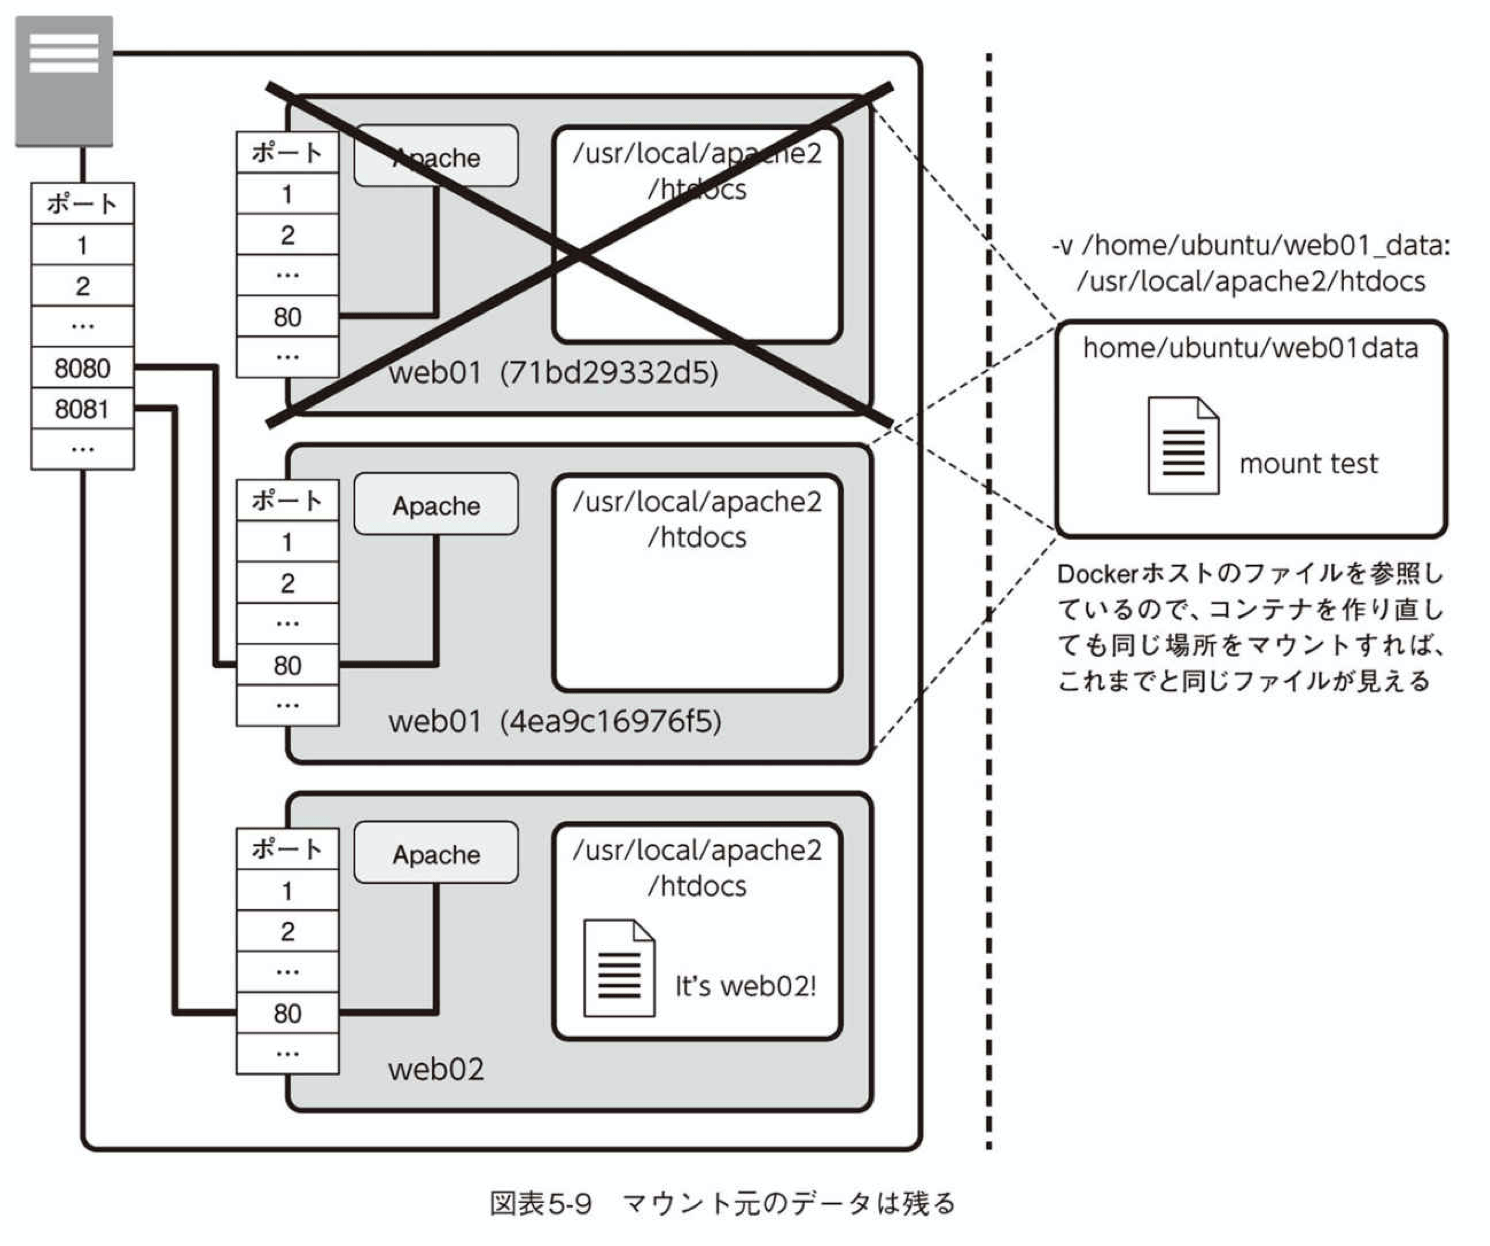 ポート
1
2
…
8080
8081
…
ポート
1
2
…
80
…
Apache
/usr/local/apache2
/htdocs
web01 (71bd29332d5)
ポート
1
2
…
80
…
Apache
/usr/local/apache2
/htdocs
web01 (4ea9c16976f5)
ポート
1
2
…
80
…
Apache
/usr/local/apache2
/htdocs
It's web02!
web02
-v /home/ubuntu/web01_data:
/usr/local/apache2/htdocs
home/ubuntu/web01data
mount test
Dockerホストのファイルを参照し
ているので、コンテナを作り直し
ても同じ場所をマウントすれば、
これまでと同じファイルが見える
図表5-9 マウント元のデータは残る